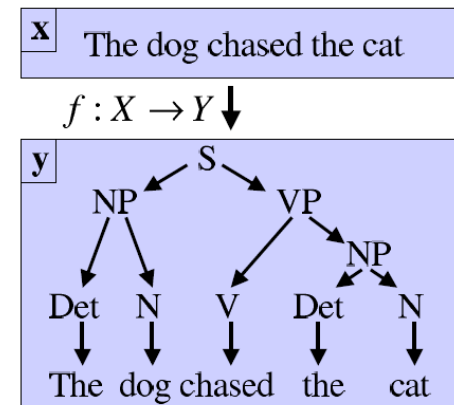 x
The dog chased the cat
f : X → Y
y
S
NP VP
NP
Det N V Det N
The dog chased the cat